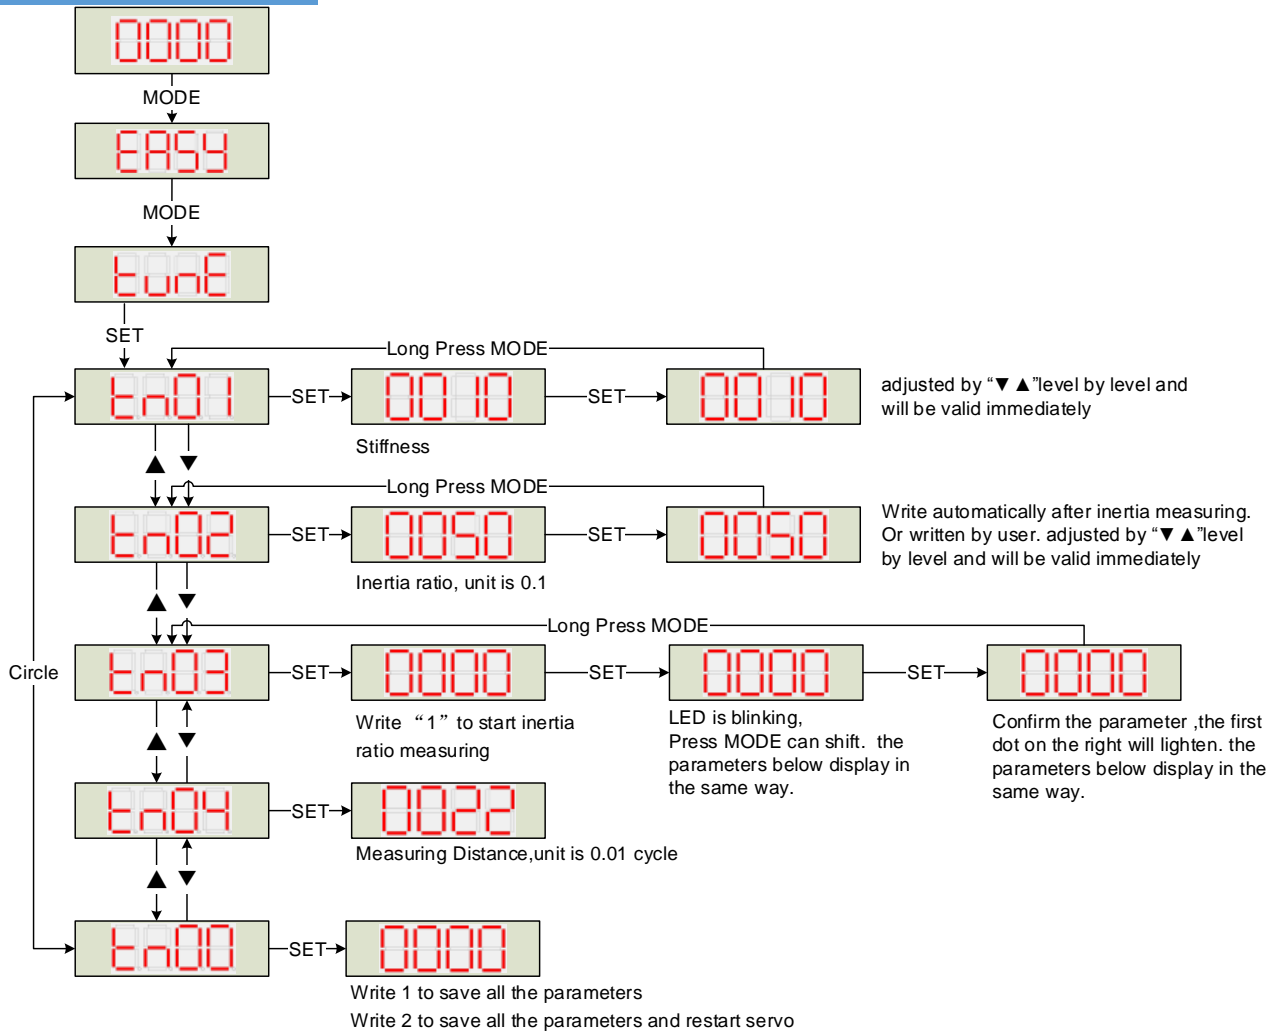 0000
MODE
EASY
MODE
tunE
SET
Long Press MODE
tn01
SET
0010
SET
0010
adjusted by “▼ ▲”level by level and
will be valid immediately
Stiffness
▲ ▼
Long Press MODE
tn02
SET
0050
SET
0050
Write automatically after inertia measuring.
Or written by user. adjusted by “▼ ▲”level
by level and will be valid immediately
Inertia ratio, unit is 0.1
▲ ▼
Long Press MODE
Circle
tn03
SET
0000
SET
0000
SET
0000
Write “1” to start inertia
ratio measuring
LED is blinking,
Press MODE can shift. the
parameters below display in
the same way.
Confirm the parameter ,the first
dot on the right will lighten. the
parameters below display in the
same way.
▲ ▼
tn04
SET
0022
Measuring Distance,unit is 0.01 cycle
▲ ▼
tn00
SET
0000
Write 1 to save all the parameters
Write 2 to save all the parameters and restart servo